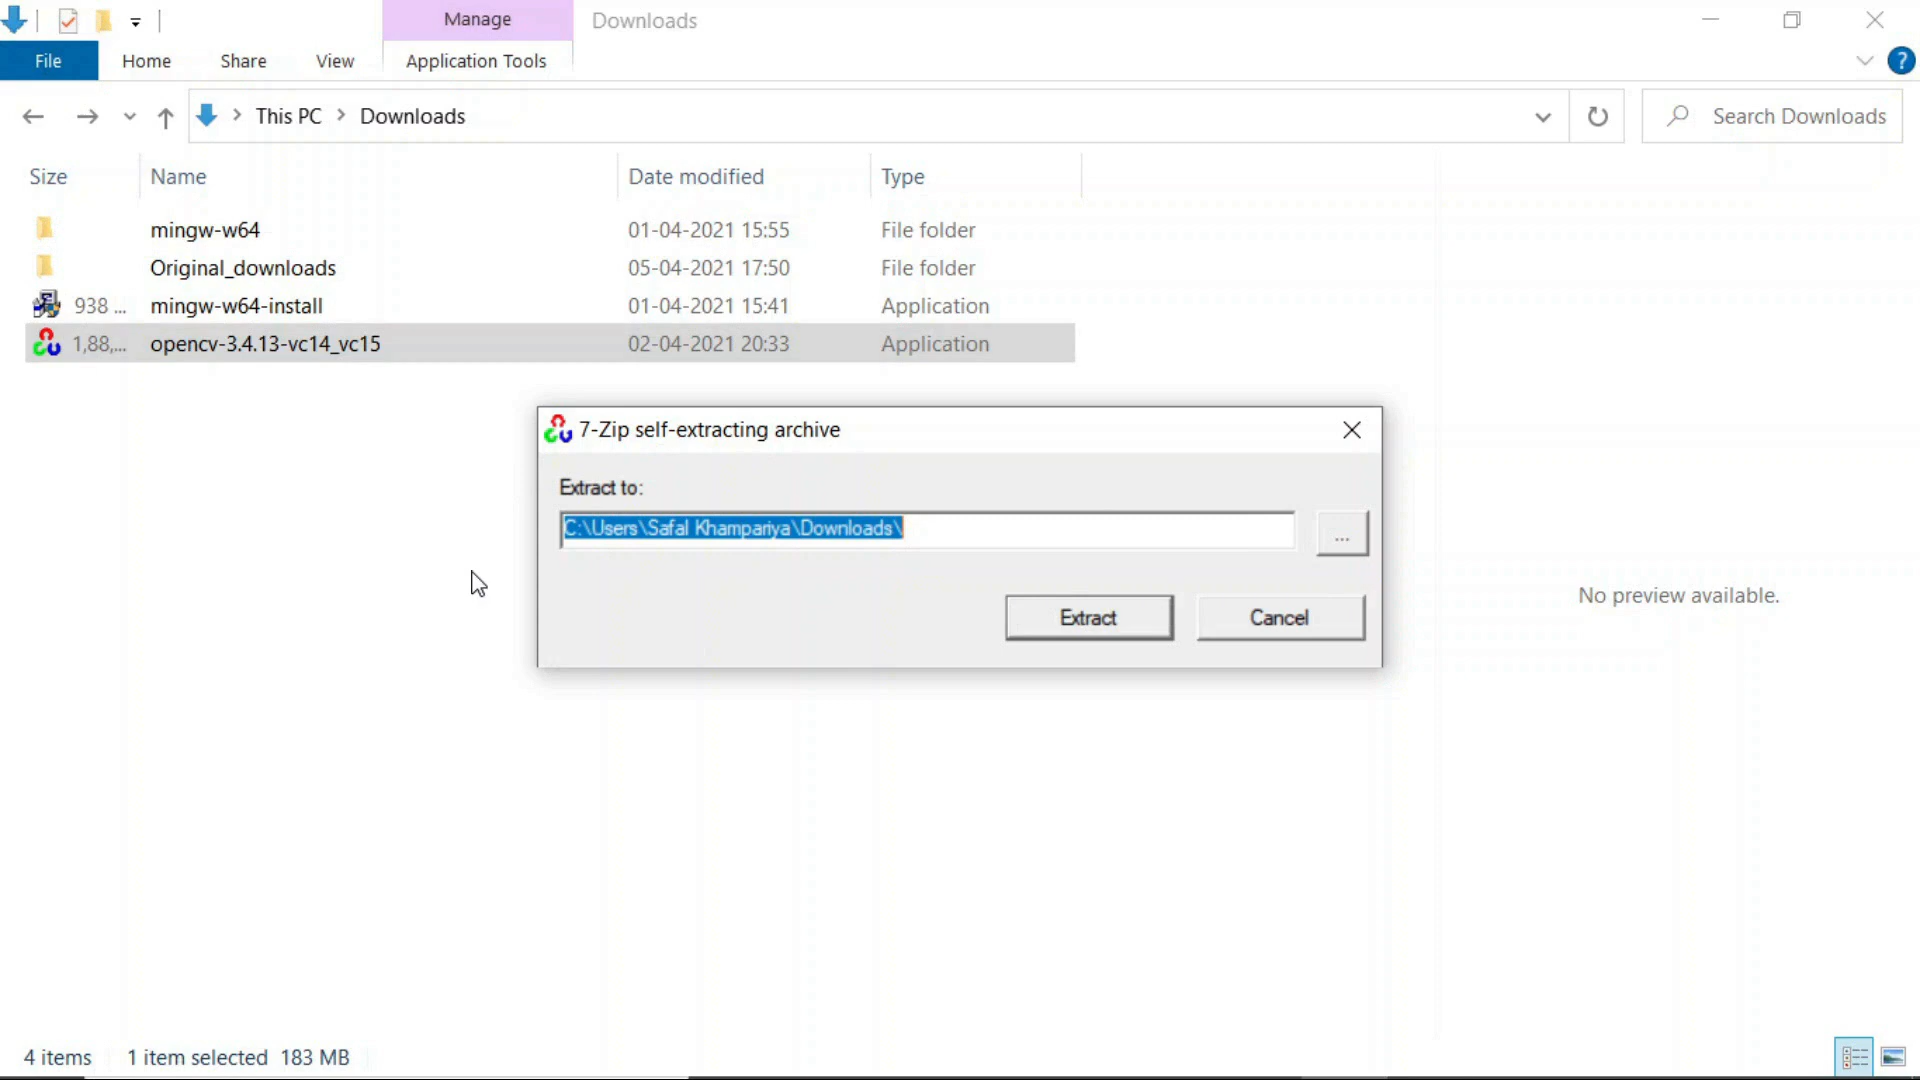 Manage
Downloads
File
Home
Share
View
Application Tools
?
This PC > Downloads
Search Downloads
Size
Name
Date modified
Type
mingw-w64
01-04-2021 15:55
File folder
Original_downloads
05-04-2021 17:50
File folder
938 ...
mingw-w64-install
01-04-2021 15:41
Application
1,88,...
opencv-3.4.13-vc14_vc15
02-04-2021 20:33
Application
7-Zip self-extracting archive
Extract to:
C:\Users\Safal Khampariya\Downloads\
...
Extract
Cancel
No preview available.
4 items
1 item selected 183 MB